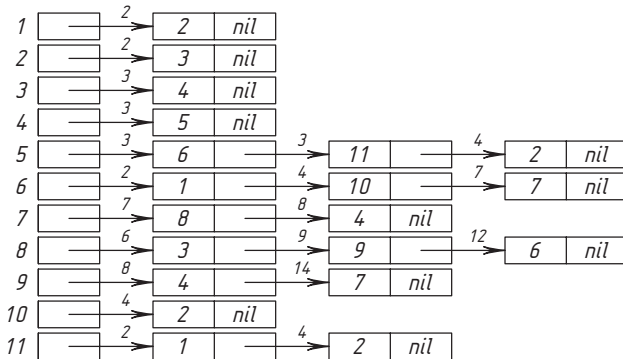 1 2 2 nil
2 2 3 nil
3 3 4 nil
4 3 5 nil
5 3 6 3 11 4 2 nil
6 2 1 4 10 7 7 nil
7 7 8 8 4 nil
8 6 3 9 9 12 6 nil
9 8 4 14 7 nil
10 4 2 nil
11 2 1 4 2 nil